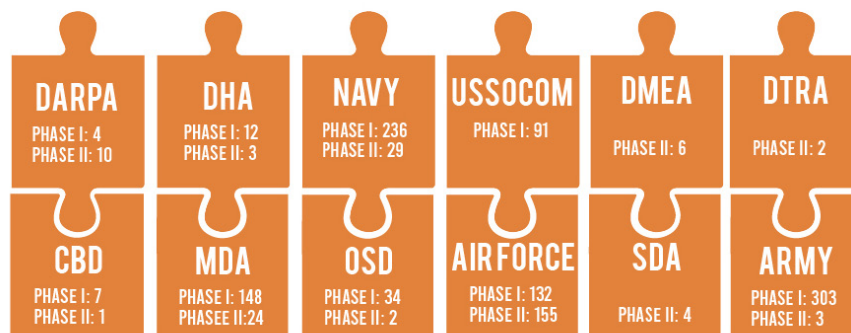 DARPA
PHASE I: 4
PHASE II: 10
DHA
PHASE I: 12
PHASE II: 3
NAVY
PHASE I: 236
PHASE II: 29
USSOCOM
PHASE I: 91
DMEA
PHASE II: 6
DTRA
PHASE II: 2
CBD
PHASE I: 7
PHASE II: 1
MDA
PHASE I: 148
PHASEE II:24
OSD
PHASE I: 34
PHASE II: 2
AIR FORCE
PHASE I: 132
PHASE II: 155
SDA
PHASE II: 4
ARMY
PHASE I: 303
PHASE II: 3